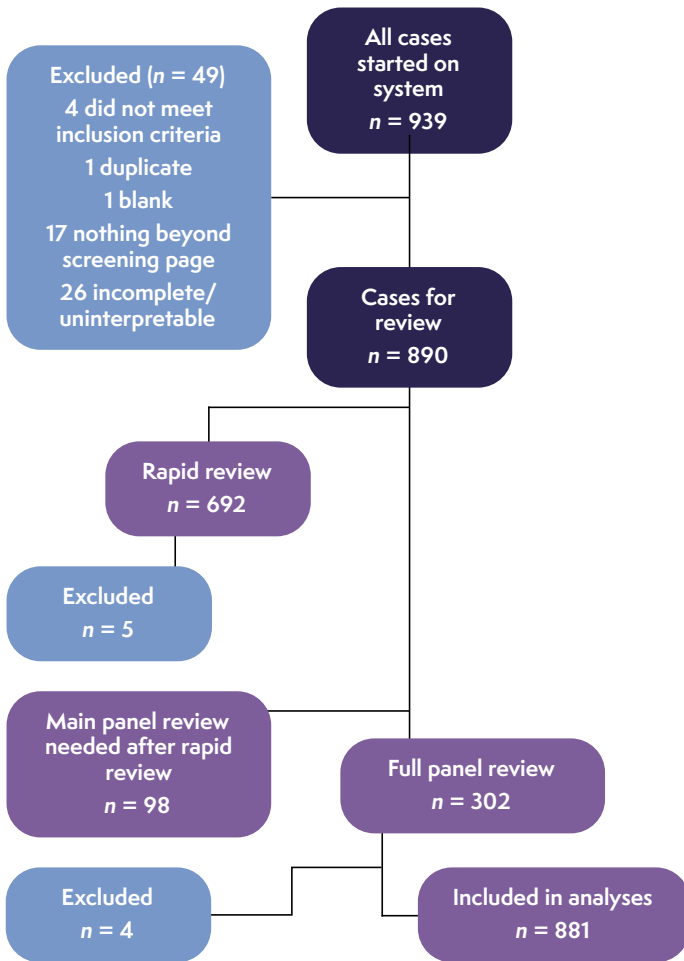 All cases
started on
system
n = 939
Excluded (n = 49)
4 did not meet
inclusion criteria
1 duplicate
1 blank
17 nothing beyond
screening page
26 incomplete/
uninterpretable
Cases for
review
n = 890
Rapid review
n = 692
Excluded
n = 5
Main panel review
needed after rapid
review
n = 98
Full panel review
n = 302
Excluded
n = 4
Included in analyses
n = 881